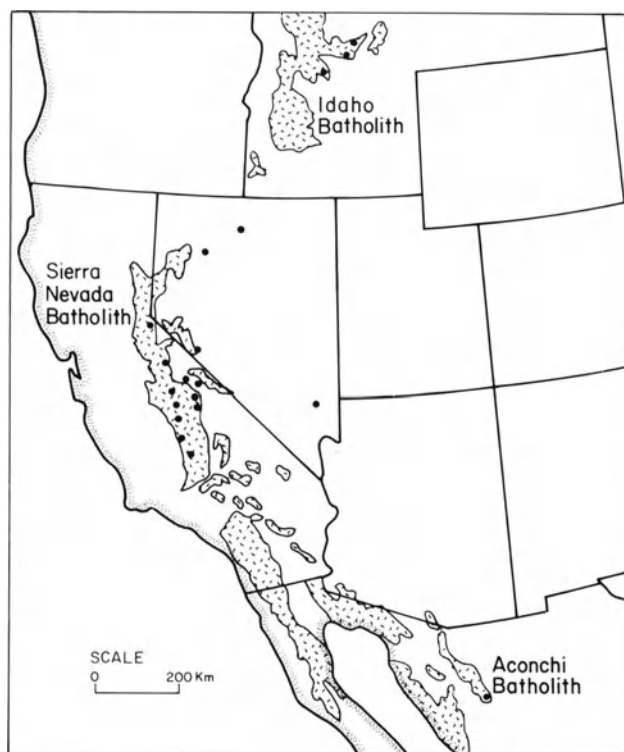 Idaho
Batholith
Sierra
Nevada
Batholith
SCALE
0 200 Km
Aconchi
Batholith